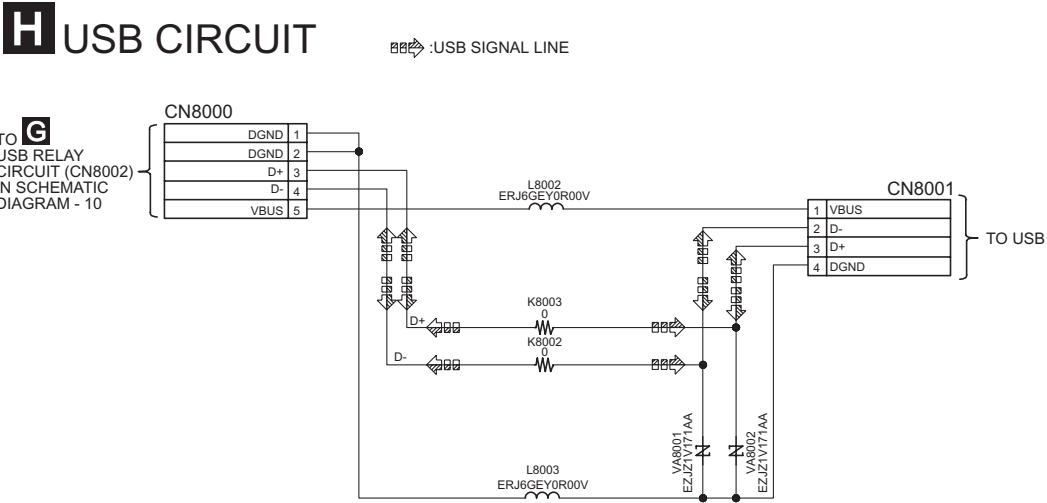 H USB CIRCUIT
:USB SIGNAL LINE
CN8000
TO G
USB RELAY
CIRCUIT (CN8002)
IN SCHEMATIC
DIAGRAM - 10
DGND 1
DGND 2
D+ 3
D- 4
VBUS 5
L8002
ERJ6GEY0R00V
CN8001
1 VBUS
2 D-
3 D+
4 DGND
TO USB
K8003
0
D+
K8002
0
D-
VA8001
EZJZ1V171AA
VA8002
EZJZ1V171AA
L8003
ERJ6GEY0R00V